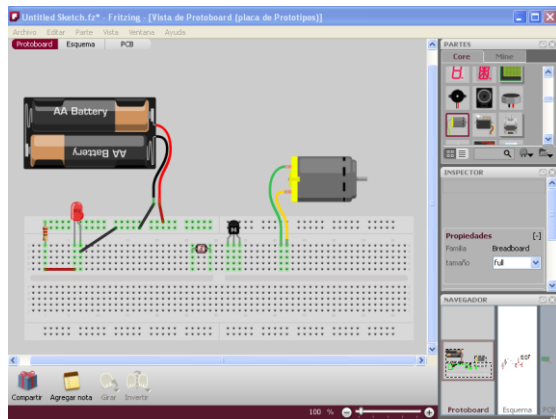 Untitled Sketch.fz* - Fritzing - [Vista de Protoboard (placa de Prototipos)]
Archivo Editar Parte Vista Ventana Ayuda
Protoboard Esquema PCB
PARTES
Core Mine
AA Battery
AA Battery
INSPECTOR
Propiedades [-]
Familia Breadboard
tamaño full
NAVEGADOR
Protoboard Esquema
Compartir Agregar nota Girar Invertir
100 %